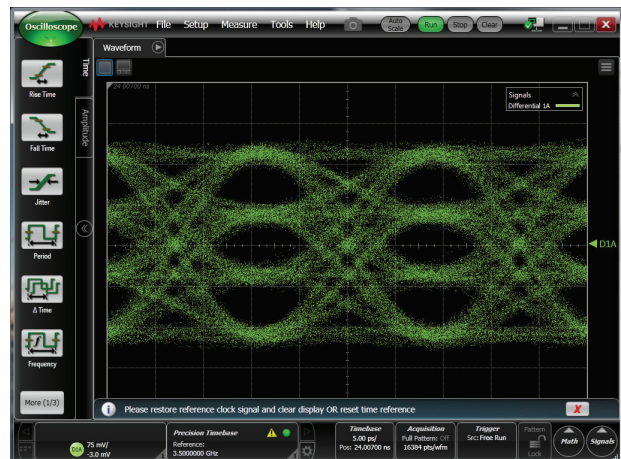 Oscilloscope
KEYSIGHT File Setup Measure Tools Help
Auto Scale
Run
Stop
Clear
Waveform
Time
Amplitude
24.00700 ns
Signals
Differential 1A
Rise Time
Fall Time
Jitter
Period
Δ Time
Frequency
More (1/3)
D1A
Please restore reference clock signal and clear display OR reset time reference
D1A
75 mV/
-3.0 mV
Precision Timebase
Reference:
3.5000000 GHz
Timebase
5.00 ps/
Pos: 24.00700 ns
Acquisition
Full Pattern: Off
16384 pts/wfm
Trigger
Src: Free Run
Pattern
Lock
Math
Signals